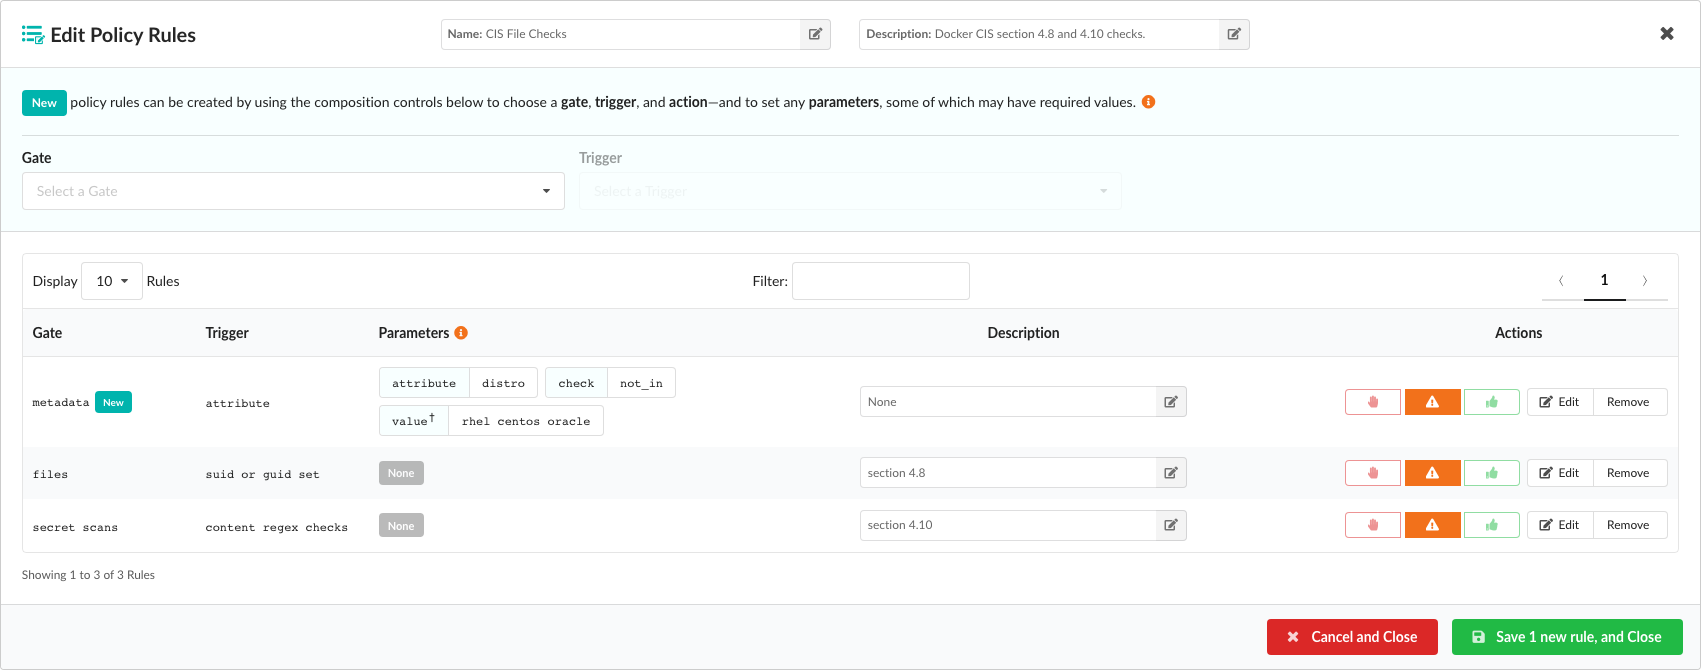 Edit Policy Rules
Name: CIS File Checks
Description: Docker CIS section 4.8 and 4.10 checks.
New policy rules can be created by using the composition controls below to choose a gate, trigger, and action—and to set any parameters, some of which may have required values.
Gate Trigger
Select a Gate Select a Trigger
Display 10 Rules Filter: 1
Gate Trigger Parameters Description Actions
metadata New attribute attribute distro check not_in None Edit Remove
value† rhel centos oracle
files suid or guid set None section 4.8 Edit Remove
secret scans content regex checks None section 4.10 Edit Remove
Showing 1 to 3 of 3 Rules
Cancel and Close Save 1 new rule, and Close